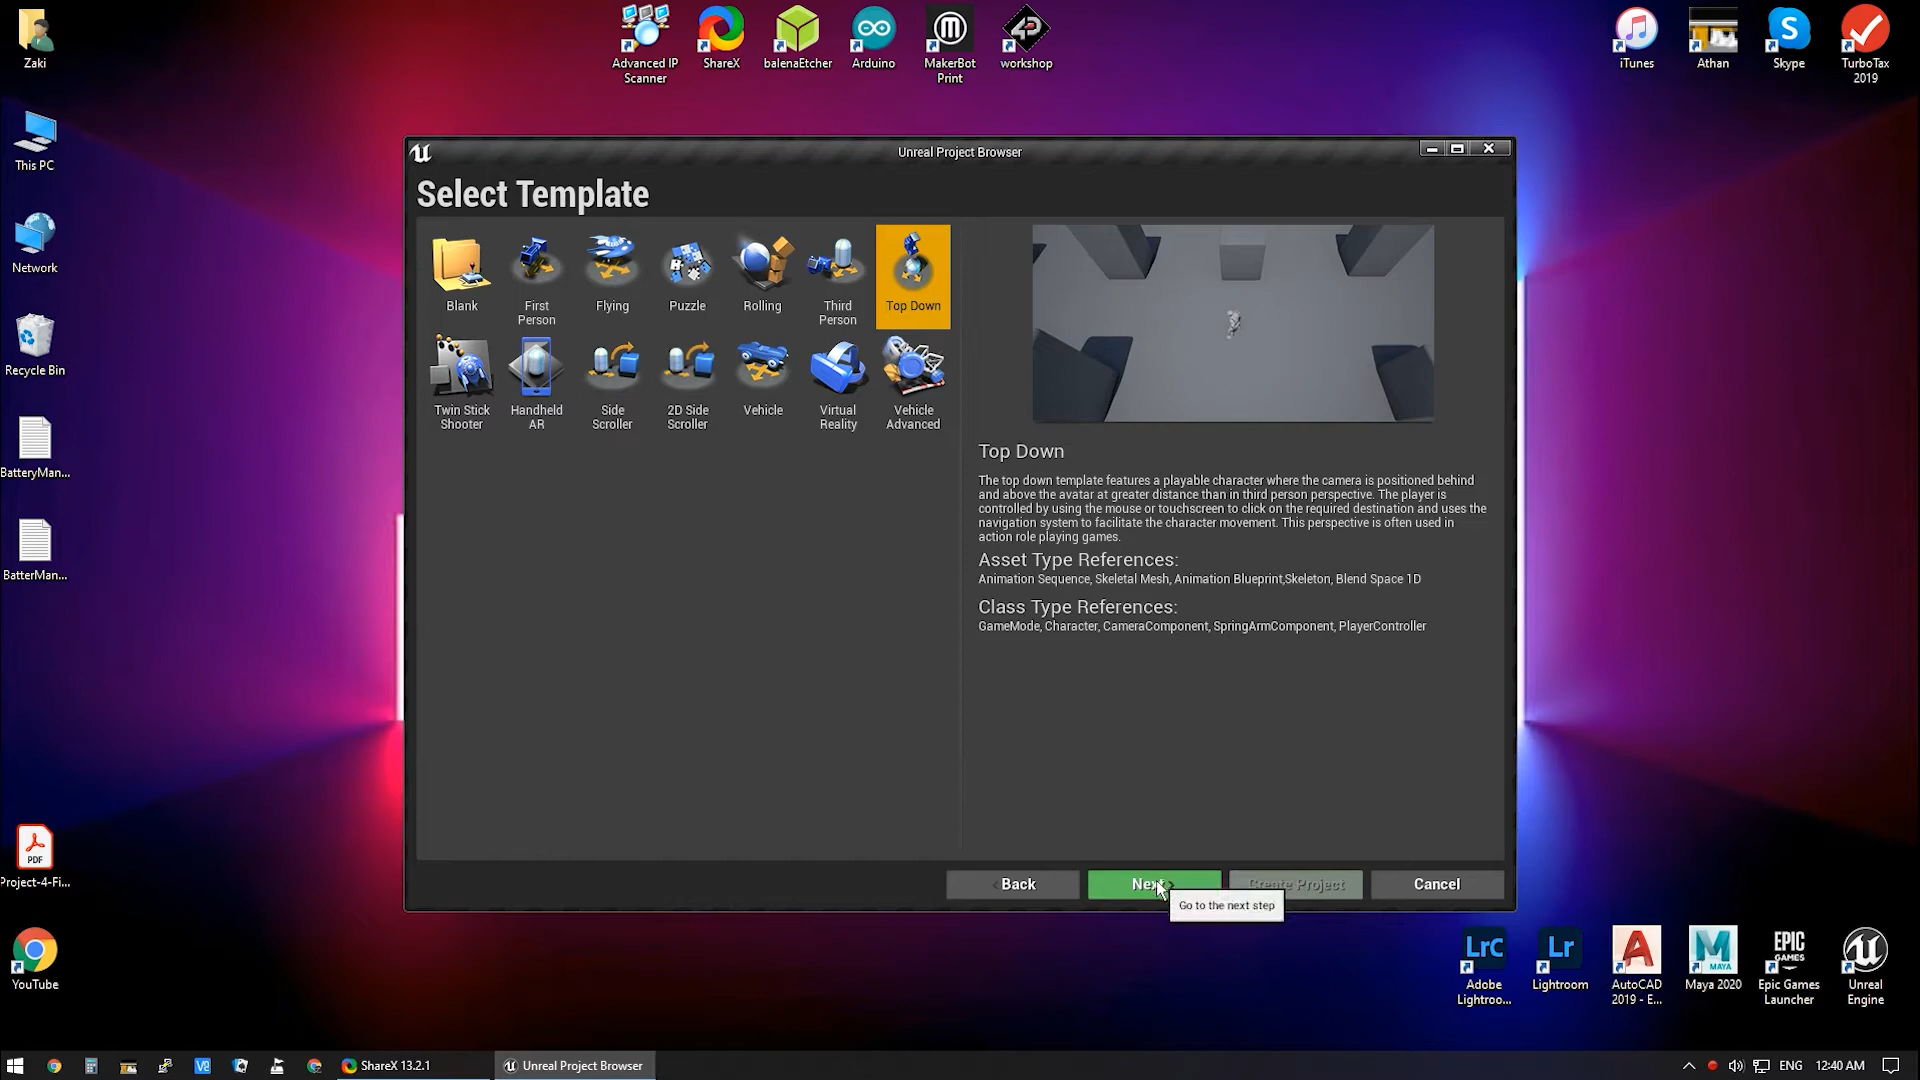 Zaki
Advanced IP
Scanner
ShareX
balenaEtcher
Arduino
MakerBot
Print
workshop
iTunes
Athan
Skype
TurboTax
2019
This PC
Network
Recycle Bin
BatteryMan...
BatterMan...
PDF
Project-4-Fi...
YouTube
Unreal Project Browser
Select Template
Blank
First
Person
Flying
Puzzle
Rolling
Third
Person
Top Down
Twin Stick
Shooter
Handheld
AR
Side
Scroller
2D Side
Scroller
Vehicle
Virtual
Reality
Vehicle
Advanced
Top Down
The top down template features a playable character where the camera is positioned behind
and above the avatar at greater distance than in third person perspective. The player is
controlled by using the mouse or touchscreen to click on the required destination and uses the
navigation system to facilitate the character movement. This perspective is often used in
action role playing games.
Asset Type References:
Animation Sequence, Skeletal Mesh, Animation Blueprint,Skeleton, Blend Space 1D
Class Type References:
GameMode, Character, CameraComponent, SpringArmComponent, PlayerController
Back
Next
Create Project
Cancel
Go to the next step
LrC
Adobe
Lightroo...
Lr
Lightroom
AutoCAD
2019 - E...
MAYA
Maya 2020
EPIC
GAMES
Epic Games
Launcher
Unreal
Engine
ShareX 13.2.1
Unreal Project Browser
ENG
12:40 AM